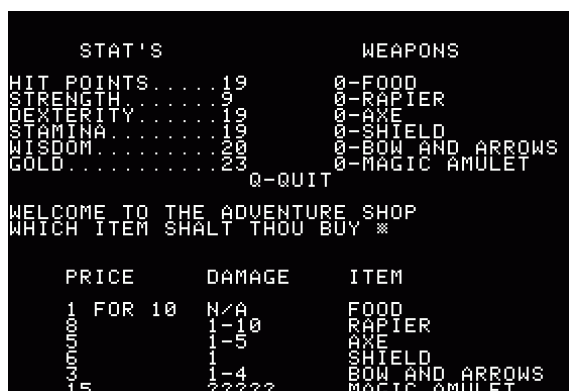 STAT'S WEAPONS
HIT POINTS.....19 0-FOOD
STRENGTH.......9 0-RAPIER
DEXTERITY......19 0-AXE
STAMINA........19 0-SHIELD
WISDOM.........20 0-BOW AND ARROWS
GOLD...........23 0-MAGIC AMULET
Q-QUIT
WELCOME TO THE ADVENTURE SHOP
WHICH ITEM SHALT THOU BUY
PRICE DAMAGE ITEM
1 FOR 10 N/A FOOD
8 1-10 RAPIER
5 1-5 AXE
6 1 SHIELD
3 1-4 BOW AND ARROWS
15 ????? MAGIC AMULET